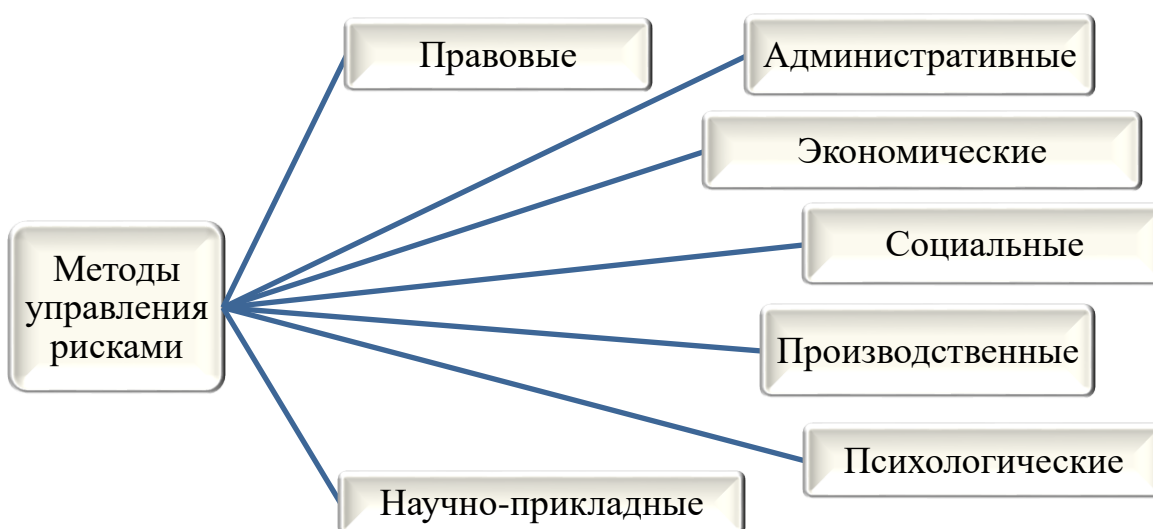 Правовые
Административные
Экономические
Социальные
Методы
управления
рисками
Производственные
Психологические
Научно-прикладные